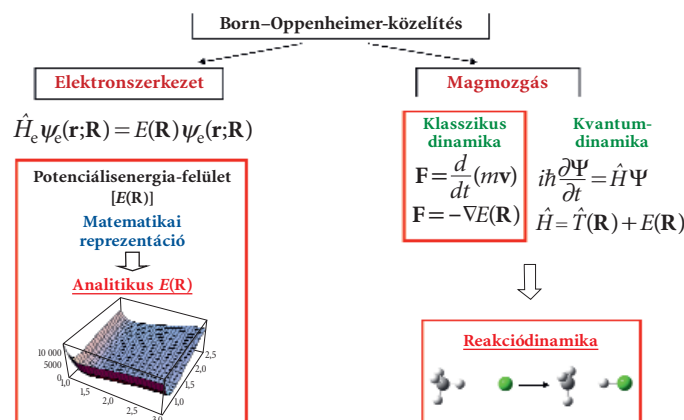 Born–Oppenheimer-közelítés
Elektronszerkezet
Ĥₑψₑ(r;R) = E(R)ψₑ(r;R)
Potenciálisenergia-felület
[E(R)]
Matematikai
reprezentáció
Analitikus E(R)
10 000
5000
0
1,0
1,5
2,0
2,5
3,0
1,0
1,5
2,0
2,5
Magmozgás
Klasszikus
dinamika
F = d/dt (mv)
F = −∇E(R)
Kvantum-
dinamika
iħ ∂Ψ/∂t = ĤΨ
Ĥ = T̂(R) + E(R)
Reakciódinamika